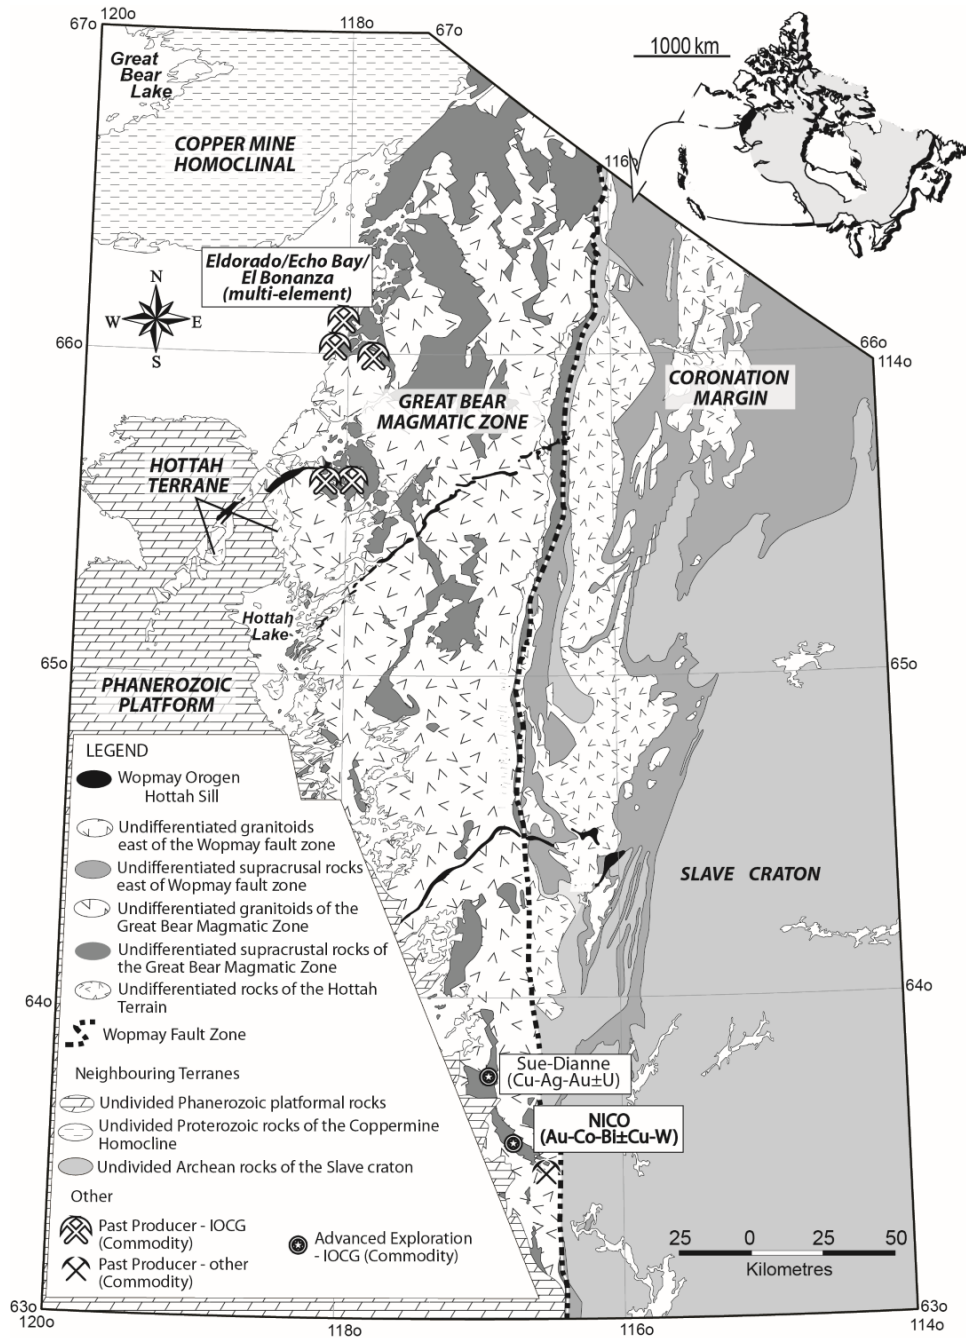 120o
67o
118o
67o
1000 km
Great
Bear
Lake
COPPER MINE
HOMOCLINAL
116o
Eldorado/Echo Bay/
El Bonanza
(multi-element)
N
W
E
S
66o
66o
114o
CORONATION
MARGIN
GREAT BEAR
MAGMATIC ZONE
HOTTAH
TERRANE
Hottah
Lake
65o
65o
PHANEROZOIC
PLATFORM
LEGEND
Wopmay Orogen
Hottah Sill
Undifferentiated granitoids
east of the Wopmay fault zone
Undifferentiated supracrusal rocks
east of Wopmay fault zone
SLAVE CRATON
Undifferentiated granitoids of the
Great Bear Magmatic Zone
Undifferentiated supracrustal rocks of
the Great Bear Magmatic Zone
Undifferentiated rocks of the Hottah
Terrain
64o
64o
Wopmay Fault Zone
Sue-Dianne
(Cu-Ag-Au±U)
Neighbouring Terranes
Undivided Phanerozoic platformal rocks
NICO
(Au-Co-Bi±Cu-W)
Undivided Proterozoic rocks of the Coppermine
Homocline
Undivided Archean rocks of the Slave craton
Other
Past Producer - IOCG
(Commodity)
Advanced Exploration
- IOCG (Commodity)
Past Producer - other
(Commodity)
25 0 25 50
Kilometres
63o
63o
120o
118o
116o
114o